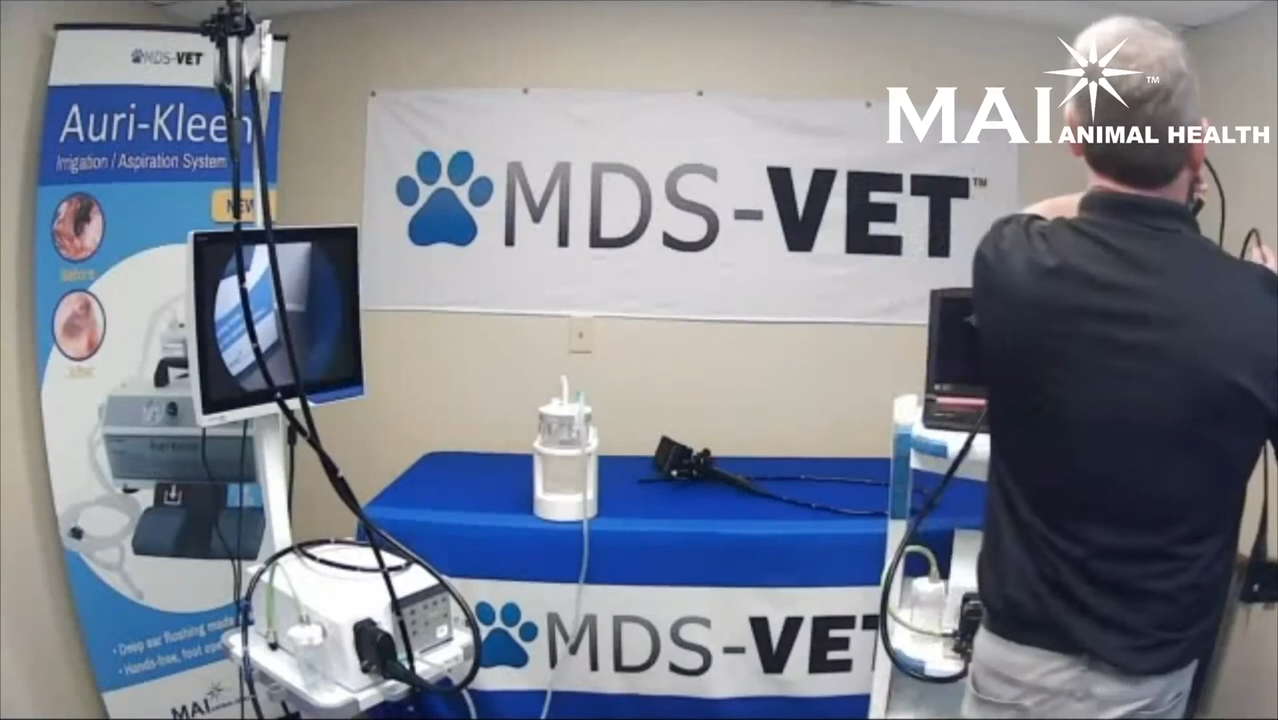 MDS-VET
Auri-Kleen
Irrigation / Aspiration System
NEW
Before
After
• Deep ear flushing made
• Hands-free, foot ope
MAI
MDS-VET™
MAI™
ANIMAL HEALTH
MDS-VET